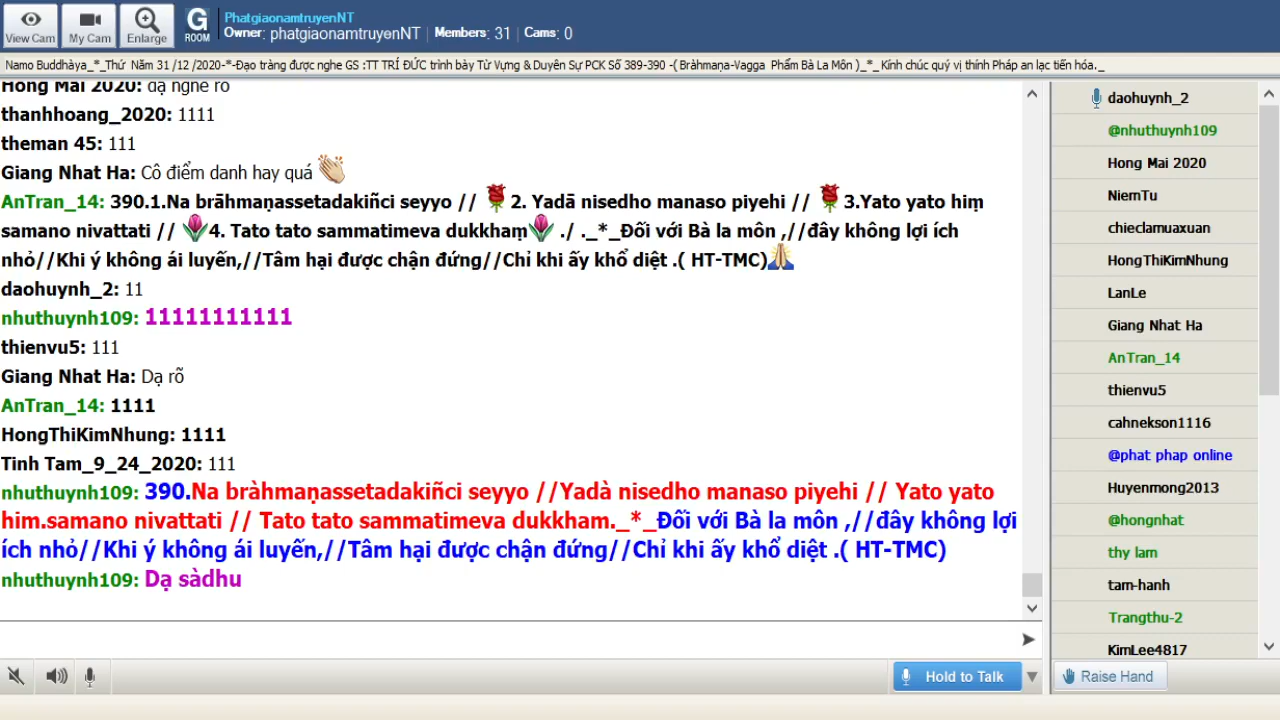 View Cam
My Cam
Enlarge
G
ROOM
PhatgiaonamtruyenNT
Owner: phatgiaonamtruyenNT | Members: 31 | Cams: 0
Namo Buddhàya_*_Thứ Năm 31 /12 /2020-*-Đạo tràng được nghe GS :TT TRÍ ĐỨC trình bày Từ Vựng & Duyên Sự PCK Số 389-390 -( Bràhmaṇa-Vagga Phẩm Bà La Môn )_*_ Kính chúc quý vị thính Pháp an lạc tiến hóa._
Hong Mai 2020: dạ nghe rõ
thanhhoang_2020: 1111
theman 45: 111
Giang Nhat Ha: Cô điểm danh hay quá
AnTran_14: 390.1.Na brāhmaṇassetadakiñci seyyo // 2. Yadā nisedho manaso piyehi // 3.Yato yato hiṃ
samano nivattati // 4. Tato tato sammatimeva dukkhaṃ ./ ._*_Đối với Bà la môn ,//đây không lợi ích
nhỏ//Khi ý không ái luyến,//Tâm hại được chận đứng//Chỉ khi ấy khổ diệt .( HT-TMC)
daohuynh_2: 11
nhuthuynh109: 11111111111
thienvu5: 111
Giang Nhat Ha: Dạ rõ
AnTran_14: 1111
HongThiKimNhung: 1111
Tinh Tam_9_24_2020: 111
nhuthuynh109: 390.Na bràhmaṇassetadakiñci seyyo //Yadà nisedho manaso piyehi // Yato yato
him.samano nivattati // Tato tato sammatimeva dukkham._*_Đối với Bà la môn ,//đây không lợi
ích nhỏ//Khi ý không ái luyến,//Tâm hại được chận đứng//Chỉ khi ấy khổ diệt .( HT-TMC)
nhuthuynh109: Dạ sàdhu
daohuynh_2
@nhuthuynh109
Hong Mai 2020
NiemTu
chieclamuaxuan
HongThiKimNhung
LanLe
Giang Nhat Ha
AnTran_14
thienvu5
cahnekson1116
@phat phap online
Huyenmong2013
@hongnhat
thy lam
tam-hanh
Trangthu-2
KimLee4817
Hold to Talk
Raise Hand